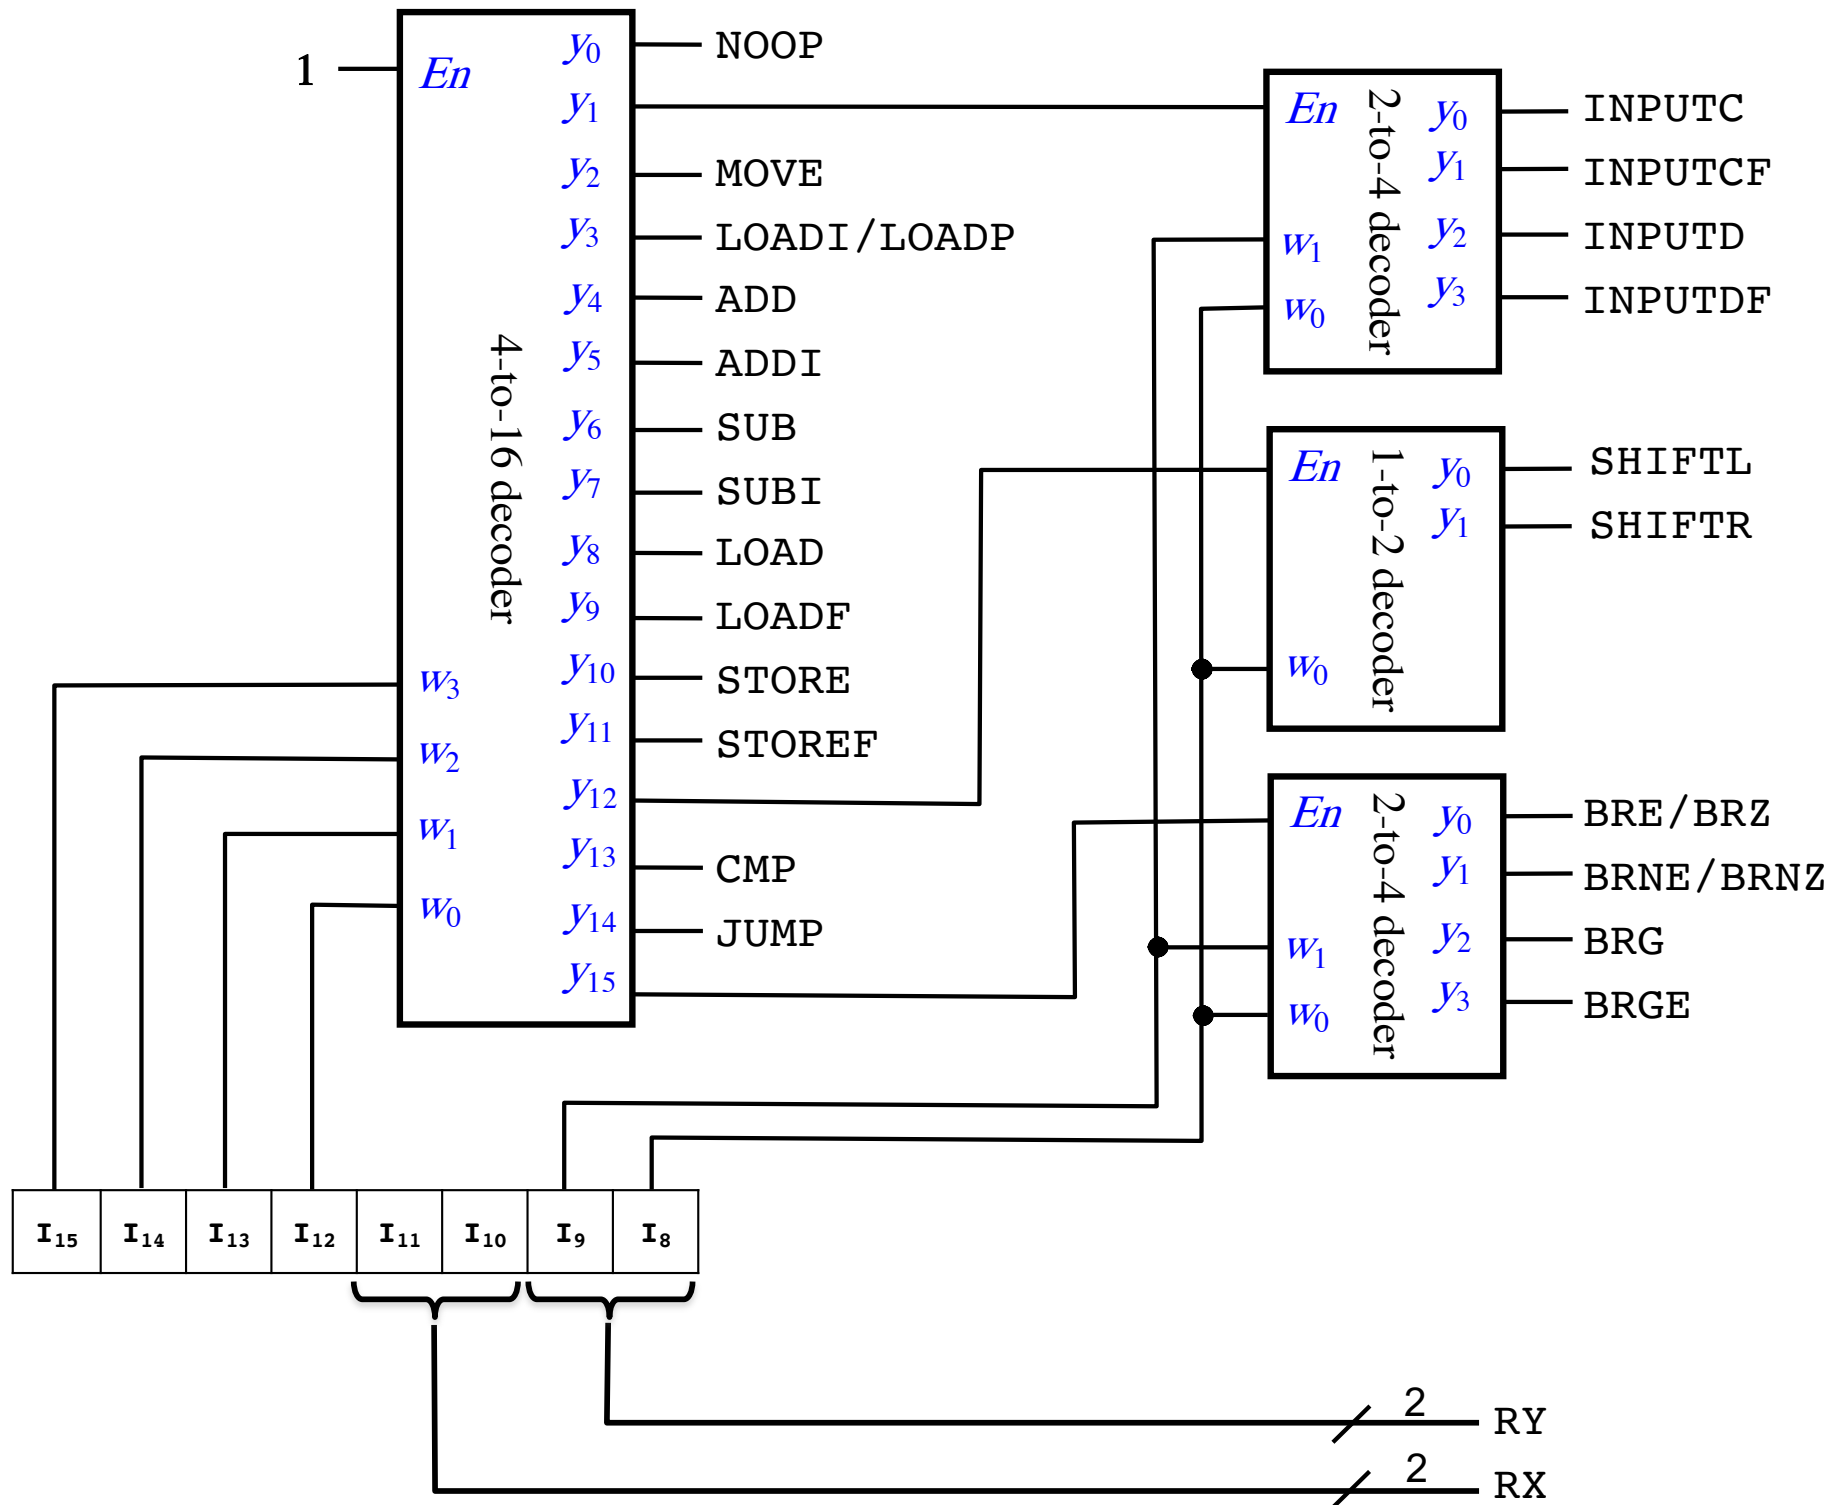 1
En
w3
w2
w1
w0
4-to-16 decoder
y0 NOOP
y1
y2 MOVE
y3 LOADI/LOADP
y4 ADD
y5 ADDI
y6 SUB
y7 SUBI
y8 LOAD
y9 LOADF
y10 STORE
y11 STOREF
y12
y13 CMP
y14 JUMP
y15
En
w1
w0
2-to-4 decoder
y0 INPUTC
y1 INPUTCF
y2 INPUTD
y3 INPUTDF
En
w0
1-to-2 decoder
y0 SHIFTL
y1 SHIFTR
En
w1
w0
2-to-4 decoder
y0 BRE/BRZ
y1 BRNE/BRNZ
y2 BRG
y3 BRGE
I15 I14 I13 I12 I11 I10 I9 I8
2 RY
2 RX